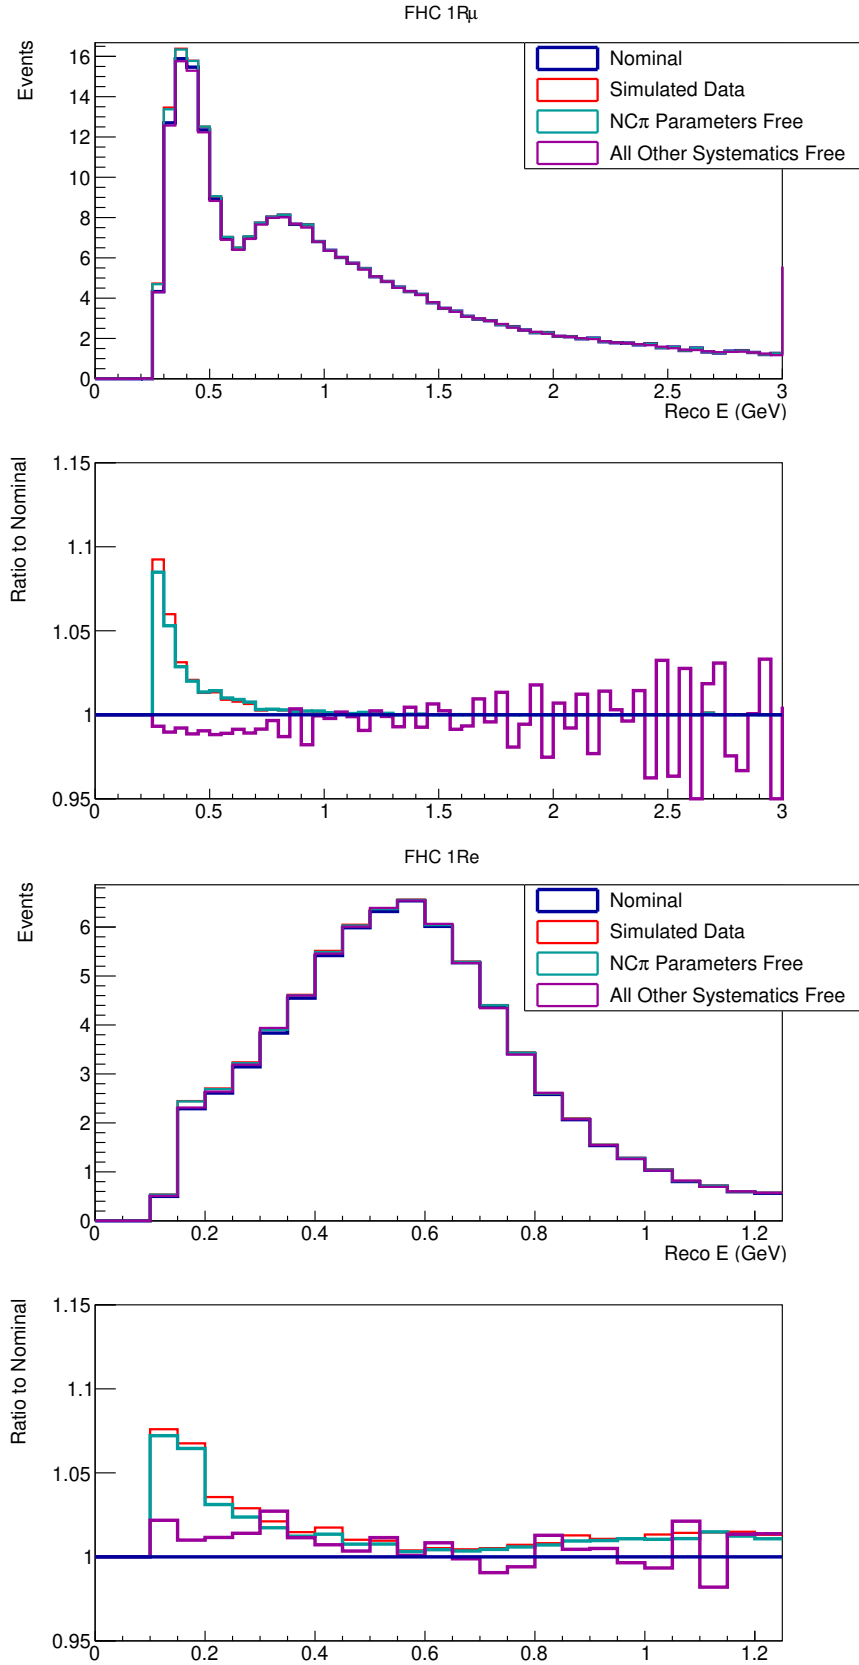 FHC 1Rμ
Events
16
14
12
10
8
6
4
2
0
Nominal
Simulated Data
NCπ Parameters Free
All Other Systematics Free
0 0.5 1 1.5 2 2.5 3
Reco E (GeV)
Ratio to Nominal
1.15
1.1
1.05
1
0.95
0 0.5 1 1.5 2 2.5 3
FHC 1Re
Events
6
5
4
3
2
1
0
Nominal
Simulated Data
NCπ Parameters Free
All Other Systematics Free
0 0.2 0.4 0.6 0.8 1 1.2
Reco E (GeV)
Ratio to Nominal
1.15
1.1
1.05
1
0.95
0 0.2 0.4 0.6 0.8 1 1.2